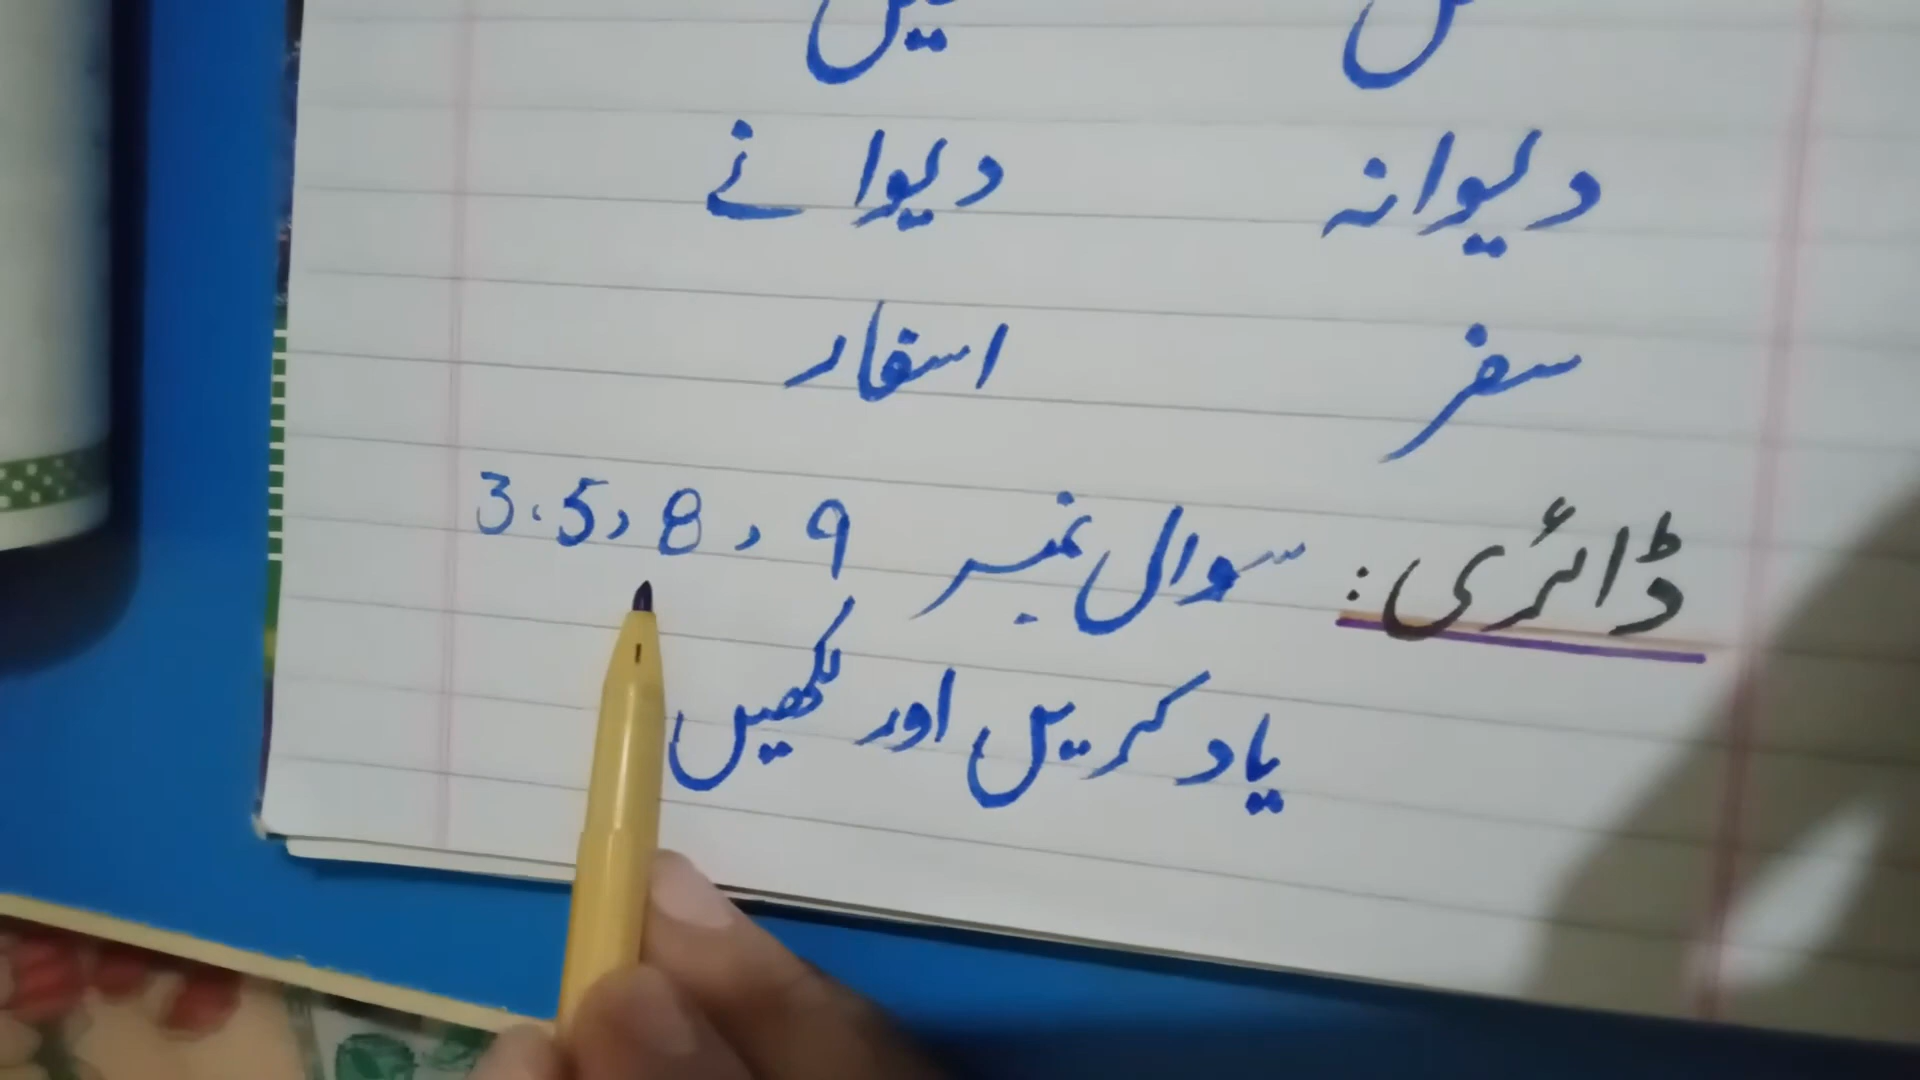 دیوانہ دیوانے
سفر اسفار
ڈائری: سوال نمبر 9 , 8 , 5 , 3
یاد کریں اور لکھیں